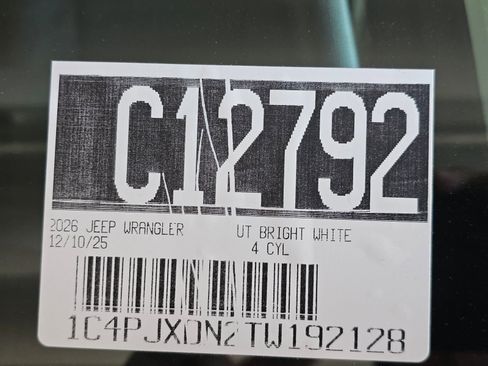 C12792
2026 JEEP WRANGLER UT BRIGHT WHITE
12/10/25 4 CYL
1C4PJXDN2TW192128